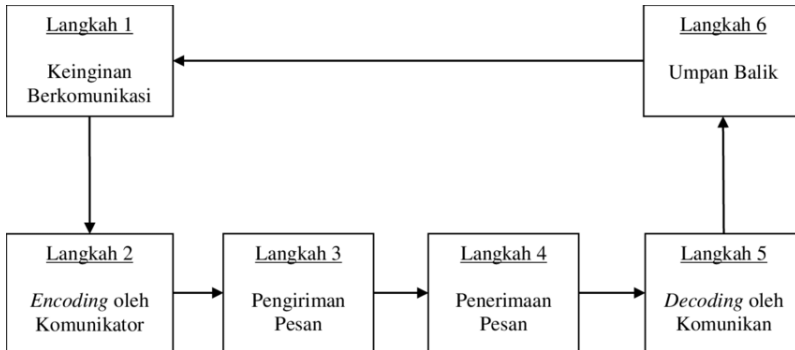 Langkah 1
Keinginan
Berkomunikasi
Langkah 6
Umpan Balik
Langkah 2
Encoding oleh
Komunikator
Langkah 3
Pengiriman
Pesan
Langkah 4
Penerimaan
Pesan
Langkah 5
Decoding oleh
Komunikan